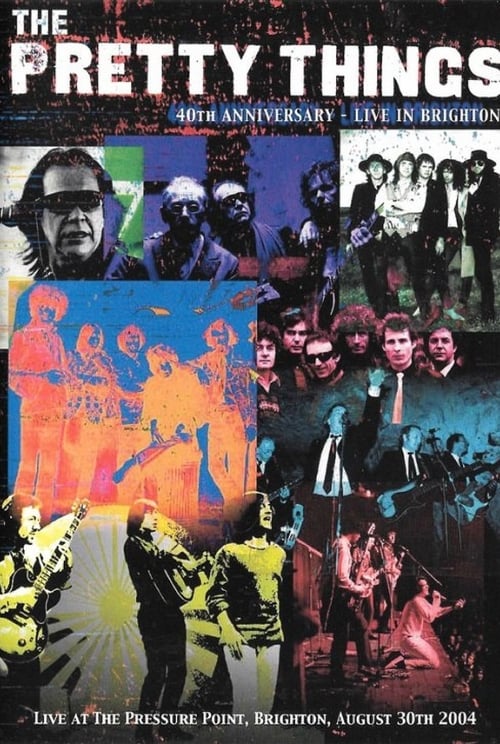 THE
PRETTY THINGS
40TH ANNIVERSARY - LIVE IN BRIGHTON
LIVE AT THE PRESSURE POINT, BRIGHTON, AUGUST 30TH 2004